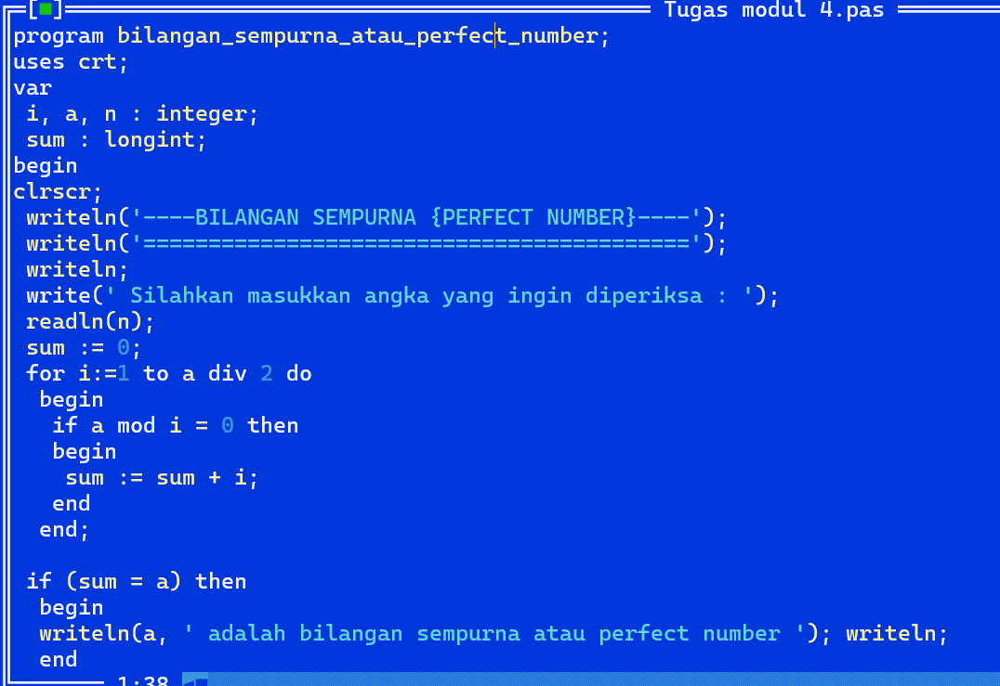 [■] Tugas modul 4.pas
program bilangan_sempurna_atau_perfect_number;
uses crt;
var
 i, a, n : integer;
 sum : longint;
begin
clrscr;
 writeln('----BILANGAN SEMPURNA {PERFECT NUMBER}----');
 writeln('==========================================');
 writeln;
 write(' Silahkan masukkan angka yang ingin diperiksa : ');
 readln(n);
 sum := 0;
 for i:=1 to a div 2 do
  begin
   if a mod i = 0 then
   begin
    sum := sum + i;
   end
  end;
 if (sum = a) then
  begin
  writeln(a, ' adalah bilangan sempurna atau perfect number '); writeln;
  end
1:38